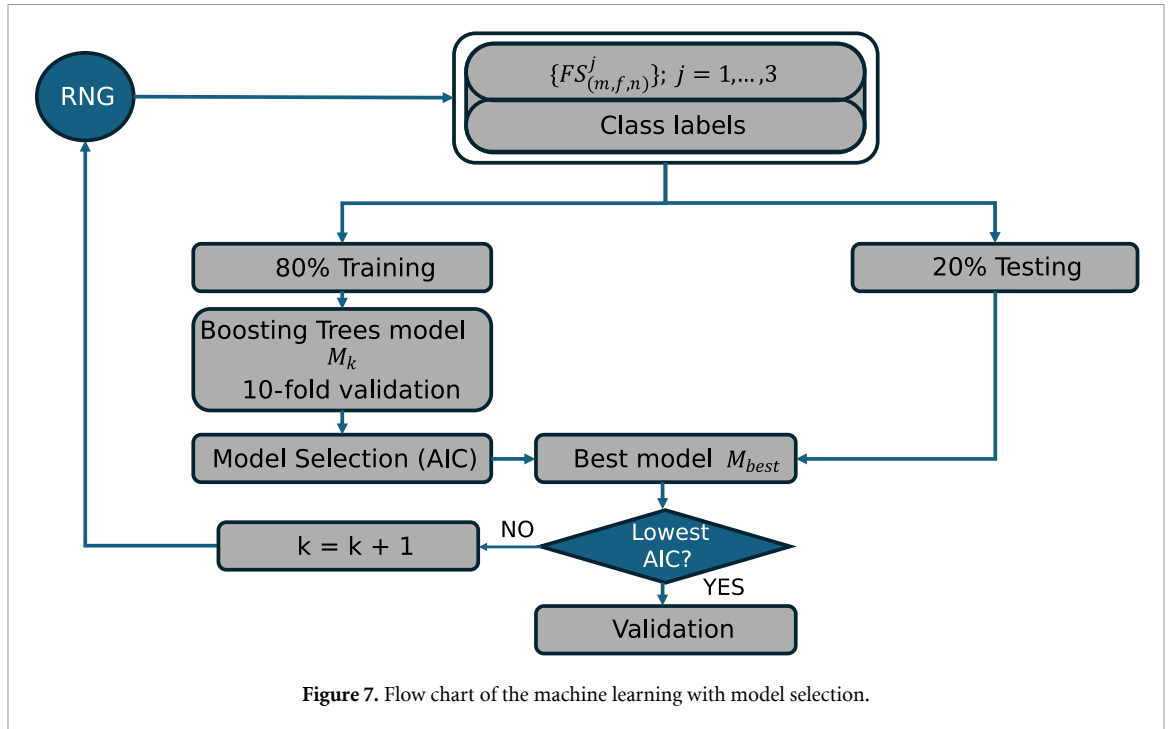 RNG
{FS^j_(m,f,n)}; j = 1,…,3
Class labels
80% Training
20% Testing
Boosting Trees model
M_k
10-fold validation
Model Selection (AIC)
Best model M_best
NO
Lowest
AIC?
k = k + 1
YES
Validation
Figure 7. Flow chart of the machine learning with model selection.